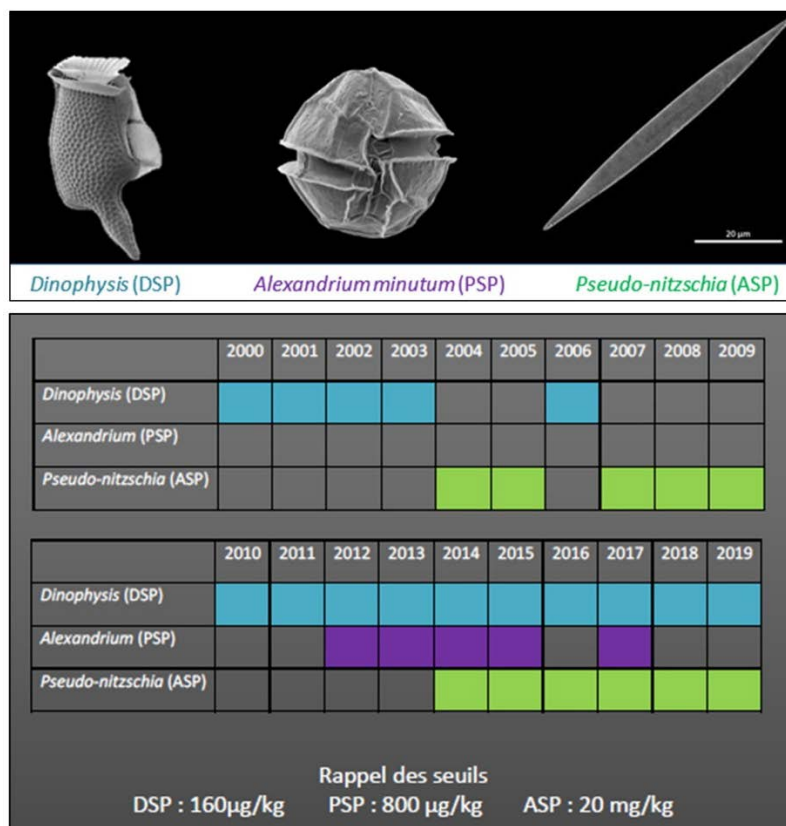 20 µm
Dinophysis (DSP) Alexandrium minutum (PSP) Pseudo-nitzschia (ASP)
2000 2001 2002 2003 2004 2005 2006 2007 2008 2009
Dinophysis (DSP)
Alexandrium (PSP)
Pseudo-nitzschia (ASP)
2010 2011 2012 2013 2014 2015 2016 2017 2018 2019
Dinophysis (DSP)
Alexandrium (PSP)
Pseudo-nitzschia (ASP)
Rappel des seuils
DSP : 160µg/kg PSP : 800 µg/kg ASP : 20 mg/kg